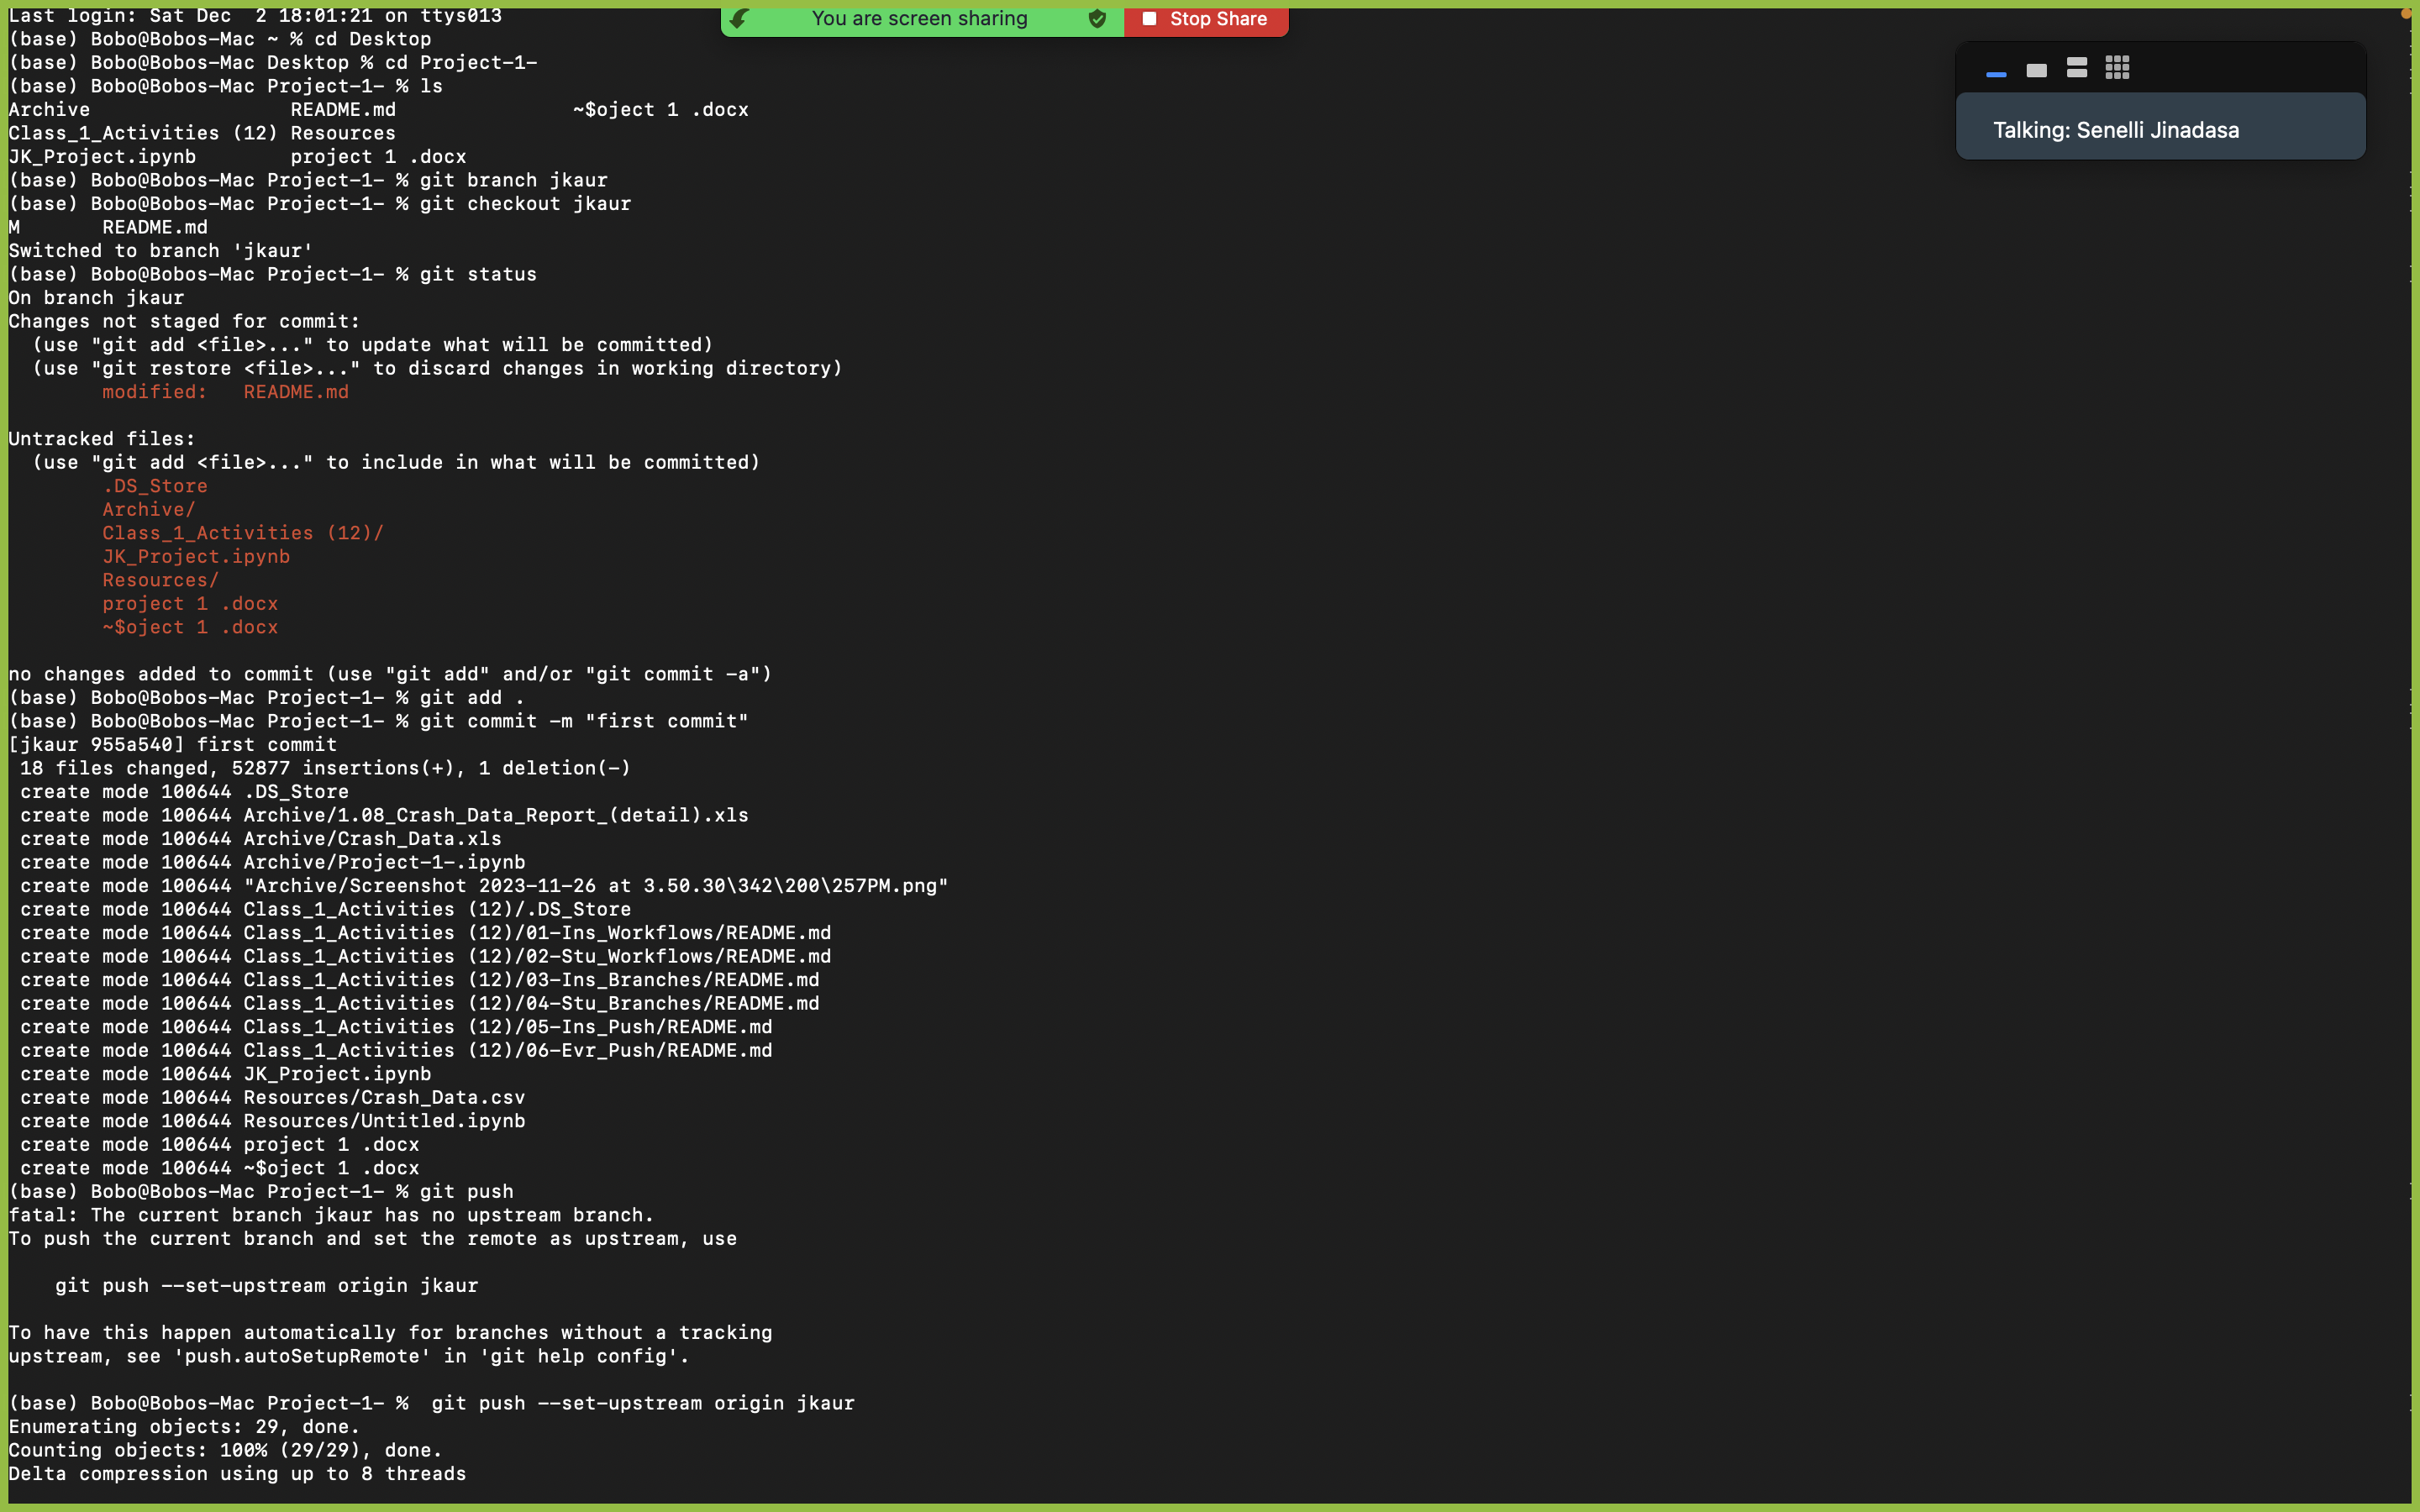 Last login: Sat Dec  2 18:01:21 on ttys013
You are screen sharing
Stop Share
(base) Bobo@Bobos-Mac ~ % cd Desktop
(base) Bobo@Bobos-Mac Desktop % cd Project-1-
(base) Bobo@Bobos-Mac Project-1- % ls
Archive                 README.md               ~$oject 1 .docx
Talking: Senelli Jinadasa
Class_1_Activities (12) Resources
JK_Project.ipynb        project 1 .docx
(base) Bobo@Bobos-Mac Project-1- % git branch jkaur
(base) Bobo@Bobos-Mac Project-1- % git checkout jkaur
M       README.md
Switched to branch 'jkaur'
(base) Bobo@Bobos-Mac Project-1- % git status
On branch jkaur
Changes not staged for commit:
  (use "git add <file>..." to update what will be committed)
  (use "git restore <file>..." to discard changes in working directory)
        modified:   README.md

Untracked files:
  (use "git add <file>..." to include in what will be committed)
        .DS_Store
        Archive/
        Class_1_Activities (12)/
        JK_Project.ipynb
        Resources/
        project 1 .docx
        ~$oject 1 .docx

no changes added to commit (use "git add" and/or "git commit -a")
(base) Bobo@Bobos-Mac Project-1- % git add .
(base) Bobo@Bobos-Mac Project-1- % git commit -m "first commit"
[jkaur 955a540] first commit
 18 files changed, 52877 insertions(+), 1 deletion(-)
 create mode 100644 .DS_Store
 create mode 100644 Archive/1.08_Crash_Data_Report_(detail).xls
 create mode 100644 Archive/Crash_Data.xls
 create mode 100644 Archive/Project-1-.ipynb
 create mode 100644 "Archive/Screenshot 2023-11-26 at 3.50.30\342\200\257PM.png"
 create mode 100644 Class_1_Activities (12)/.DS_Store
 create mode 100644 Class_1_Activities (12)/01-Ins_Workflows/README.md
 create mode 100644 Class_1_Activities (12)/02-Stu_Workflows/README.md
 create mode 100644 Class_1_Activities (12)/03-Ins_Branches/README.md
 create mode 100644 Class_1_Activities (12)/04-Stu_Branches/README.md
 create mode 100644 Class_1_Activities (12)/05-Ins_Push/README.md
 create mode 100644 Class_1_Activities (12)/06-Evr_Push/README.md
 create mode 100644 JK_Project.ipynb
 create mode 100644 Resources/Crash_Data.csv
 create mode 100644 Resources/Untitled.ipynb
 create mode 100644 project 1 .docx
 create mode 100644 ~$oject 1 .docx
(base) Bobo@Bobos-Mac Project-1- % git push
fatal: The current branch jkaur has no upstream branch.
To push the current branch and set the remote as upstream, use

    git push --set-upstream origin jkaur

To have this happen automatically for branches without a tracking
upstream, see 'push.autoSetupRemote' in 'git help config'.

(base) Bobo@Bobos-Mac Project-1- %  git push --set-upstream origin jkaur
Enumerating objects: 29, done.
Counting objects: 100% (29/29), done.
Delta compression using up to 8 threads